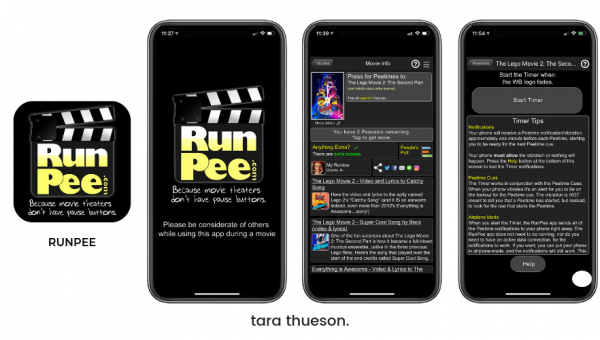 Run
Pee
.com
Because movie theaters
don't have pause buttons.
RUNPEE
11:37
Run
Pee
.com
Because movie theaters
don't have pause buttons.
Please be considerate of others
while using this app during a movie
11:39
Movies
Movie Info
Press for Peetimes to:
The Lego Movie 2: The Second
Part
You have 2 Peecoins remaining.
Tap to get more.
Anything Extra?
There are extra scenes.
People's
Poll
My Review
Grade: A-
The Lego Movie 2 - Video and Lyrics to Catchy
Song
Here the video and lyrics to the aptly named
Lego 2's "Catchy Song" (and it IS an earworm
indeed, even more than 2013's Everything is
Awesome...sorry!)
The Lego Movie 2 - Super Cool Song by Beck
(video & lyrics)
One of the fun surprises about The Lego Movie
2: The Second Part is how it became a full-blown
musical ensemble, unlike in the three previous
Lego films. Here's the song that played over the
start of the end credits called Super Cool.
Everything is Awesome - Video & Lyrics to The
11:54
Peetimes
The Lego Movie 2: The Seco...
Start the Timer when:
the WB logo fades.
Start Timer
Timer Tips
Notifications
Your phone will receive a Peetime notification/vibration
approximately one minute before each Peetime, alerting
you to be ready for the next Peetime cue.
Your phone must allow the vibration or nothing will
happen. Press the Help button at the bottom of this
screen to test the Timer notifications.
Peetime Cues
The Timer works in conjunction with the Peetime Cues.
When your phone vibrates it's an alert for you to be on
the lookout for the Peetime cue. The vibration is NOT
meant to tell you that a Peetime has started, but instead,
to look for the cue that starts the Peetime.
Airplane Mode
When you start the Timer, the RunPee app sends all of
the Peetime notifications to your phone right away. The
RunPee app does not need to be running, nor do you
need to have an active data connection, for the
notifications to work. If you want, you can put your phone
in airplane-mode, and the notifications will still work. This
Help
tara thueson.